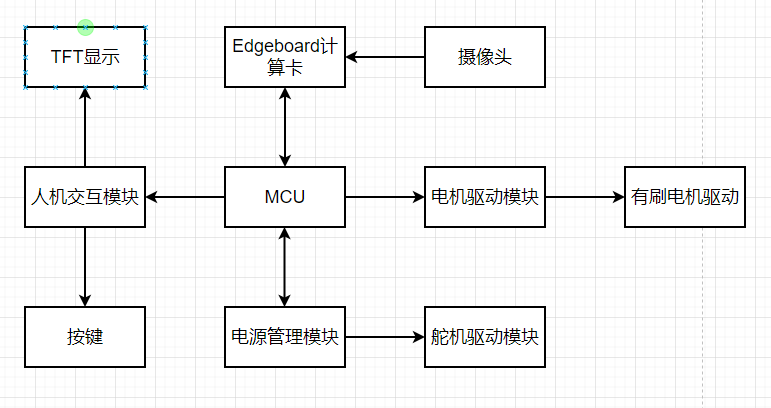 TFT显示
Edgeboard计
算卡
摄像头
人机交互模块
MCU
电机驱动模块
有刷电机驱动
按键
电源管理模块
舵机驱动模块